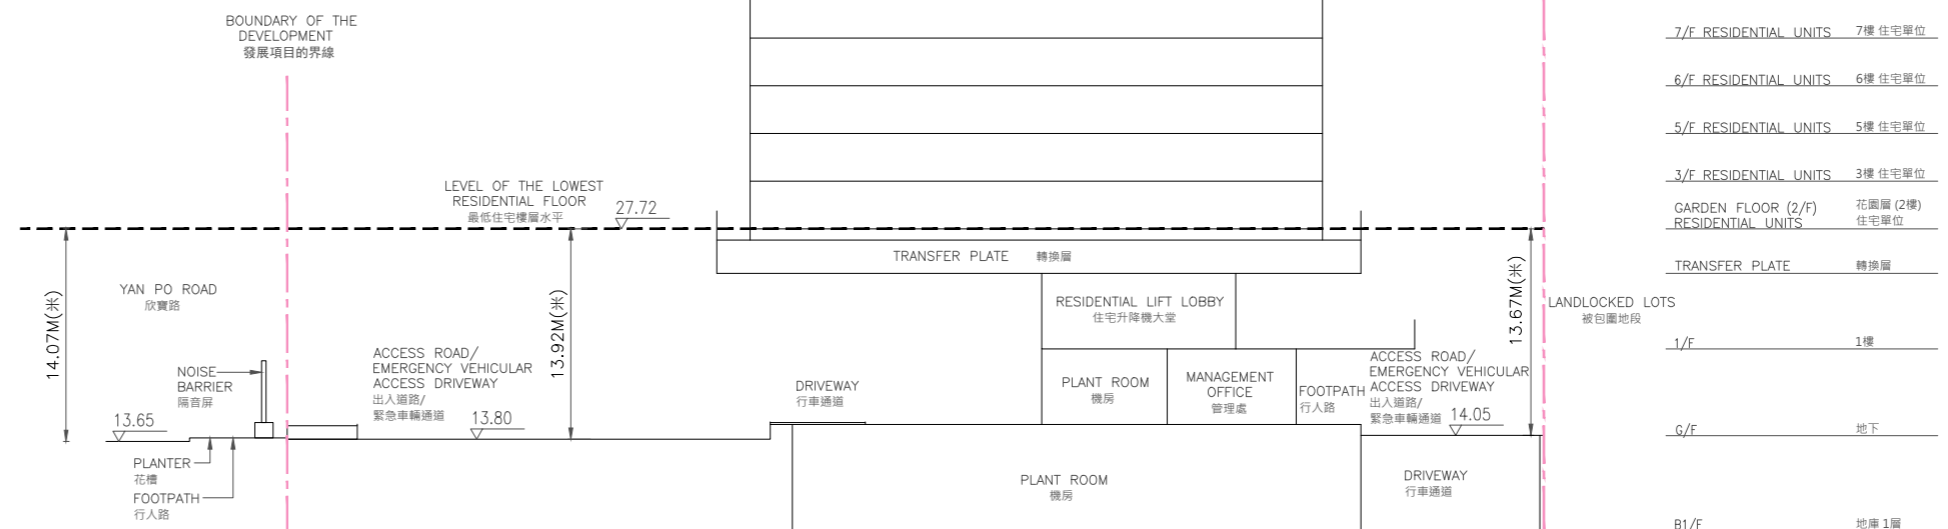 BOUNDARY OF THE
DEVELOPMENT
發展項目的界線
LEVEL OF THE LOWEST
RESIDENTIAL FLOOR
最低住宅樓層水平
27.72
TRANSFER PLATE 轉換層
14.07M(米)
YAN PO ROAD
欣寶路
13.92M(米)
RESIDENTIAL LIFT LOBBY
住宅升降機大堂
13.67M(米)
LANDLOCKED LOTS
被包圍地段
NOISE
BARRIER
隔音屏
ACCESS ROAD/
EMERGENCY VEHICULAR
ACCESS DRIVEWAY
出入道路/
緊急車輛通道
13.65
13.80
DRIVEWAY
行車通道
PLANT ROOM
機房
MANAGEMENT
OFFICE
管理處
FOOTPATH
行人路
ACCESS ROAD/
EMERGENCY VEHICULAR
ACCESS DRIVEWAY
出入道路/
緊急車輛通道
14.05
PLANTER
花槽
FOOTPATH
行人路
PLANT ROOM
機房
DRIVEWAY
行車通道
7/F RESIDENTIAL UNITS 7樓 住宅單位
6/F RESIDENTIAL UNITS 6樓 住宅單位
5/F RESIDENTIAL UNITS 5樓 住宅單位
3/F RESIDENTIAL UNITS 3樓 住宅單位
GARDEN FLOOR (2/F) 花園層 (2樓)
RESIDENTIAL UNITS 住宅單位
TRANSFER PLATE 轉換層
1/F 1樓
G/F 地下
B1/F 地庫 1層